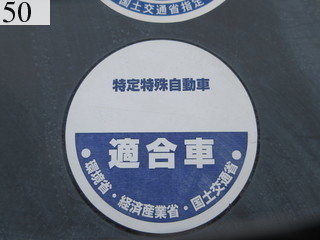 50
国土交通省指定
特定特殊自動車
適合車
・環境省・経済産業省・国土交通省・